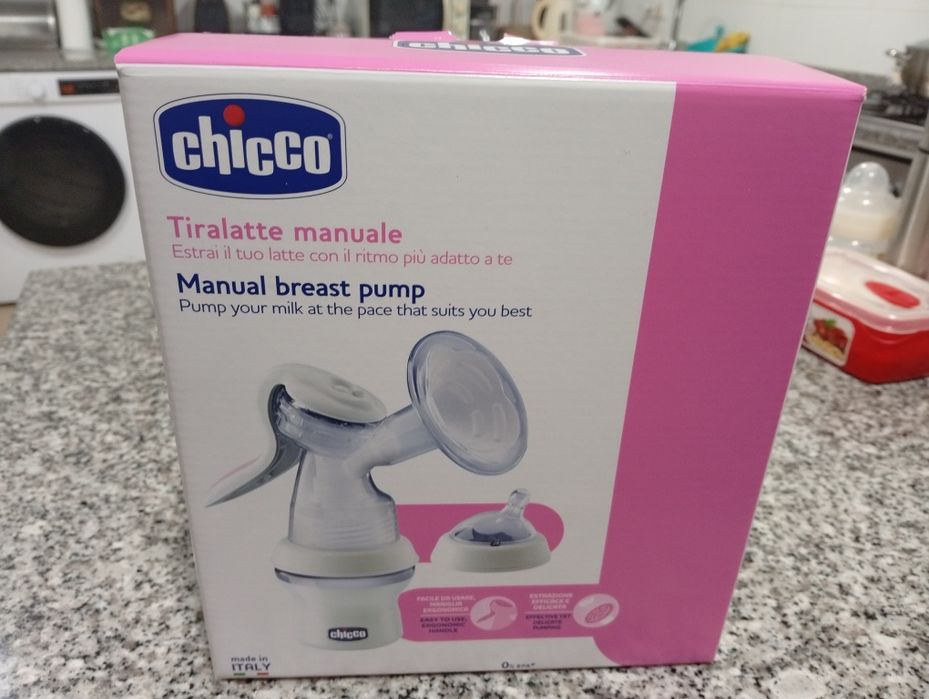 chicco
chicco
Tiralatte manuale
Estrai il tuo latte con il ritmo più adatto a te
Manual breast pump
Pump your milk at the pace that suits you best
FACILE DA USARE,
MANIGLIA
ERGONOMICA
EASY TO USE,
ERGONOMIC
HANDLE
ESTRAZIONE
EFFICACE E
DELICATA
EFFECTIVE YET
DELICATE
PUMPING
chicco
made in
ITALY